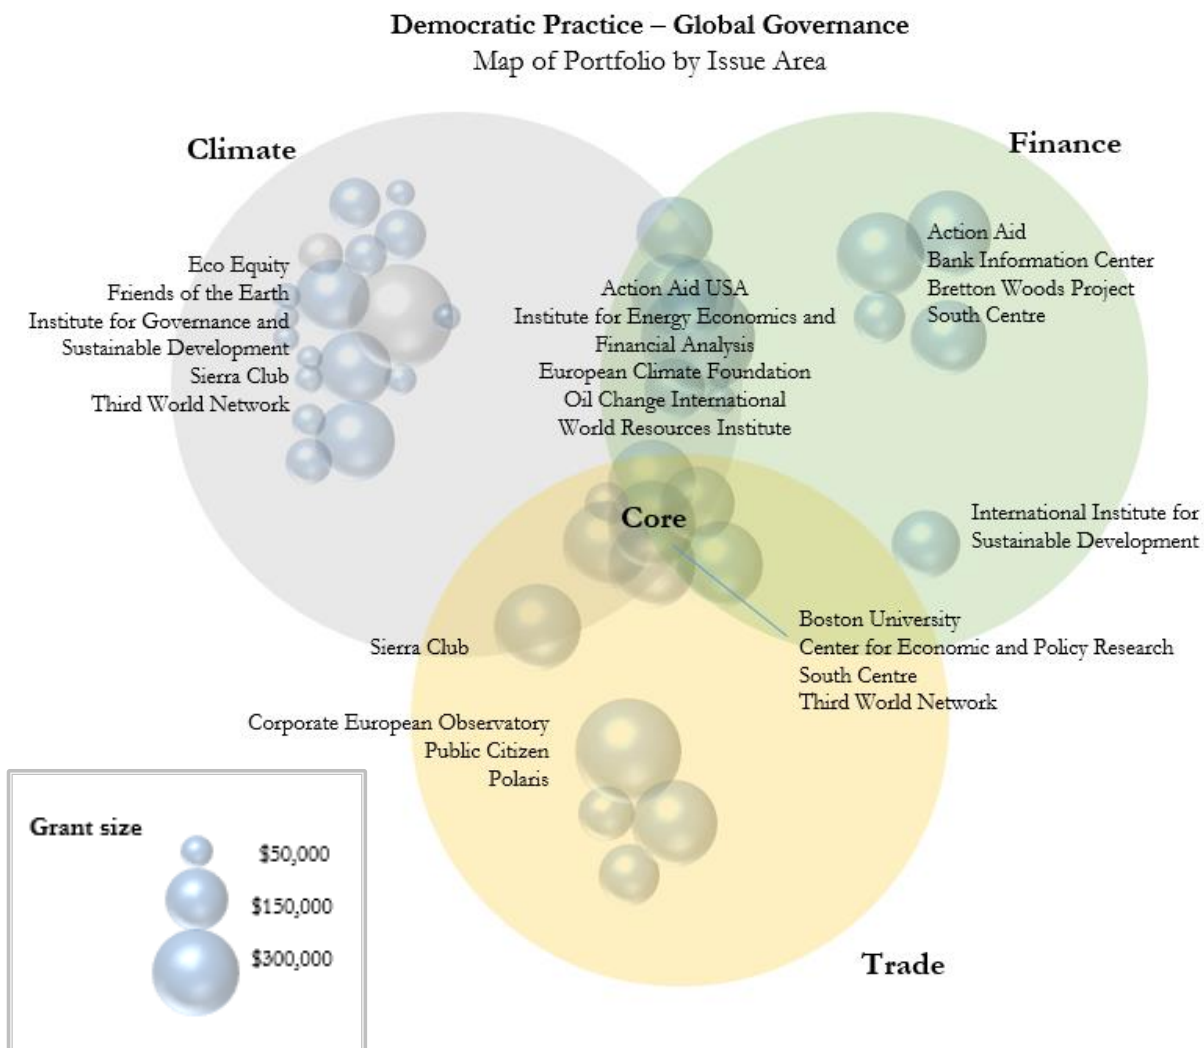 Democratic Practice – Global Governance
Map of Portfolio by Issue Area
Climate
Finance
Eco Equity
Friends of the Earth
Institute for Governance and
Sustainable Development
Sierra Club
Third World Network
Action Aid USA
Institute for Energy Economics and
Financial Analysis
European Climate Foundation
Oil Change International
World Resources Institute
Action Aid
Bank Information Center
Bretton Woods Project
South Centre
Core
International Institute for
Sustainable Development
Sierra Club
Boston University
Center for Economic and Policy Research
South Centre
Third World Network
Corporate European Observatory
Public Citizen
Polaris
Grant size
$50,000
$150,000
$300,000
Trade